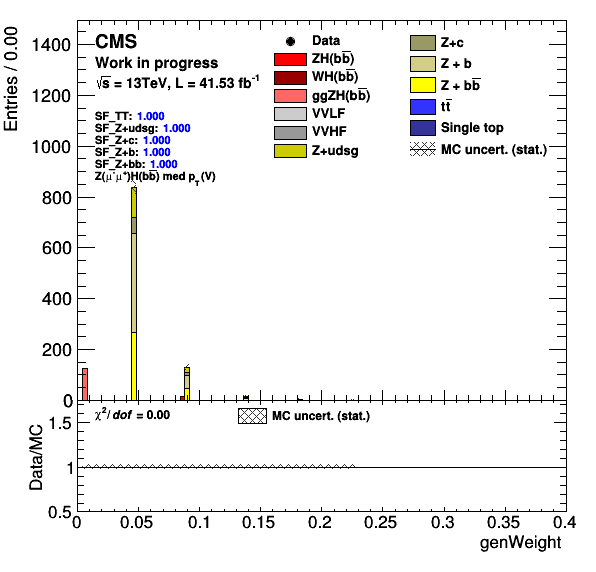 CMS
Work in progress
√s = 13TeV, L = 41.53 fb⁻¹
SF_TT: 1.000
SF_Z+udsg: 1.000
SF_Z+c: 1.000
SF_Z+b: 1.000
SF_Z+bb: 1.000
Z(μ⁻μ⁺)H(bb̅) med p_T(V)
Data
ZH(bb̅)
WH(bb̅)
ggZH(bb̅)
VVLF
VVHF
Z+udsg
Z+c
Z + b
Z + bb̅
tt̅
Single top
MC uncert. (stat.)
Entries / 0.00
1400
1200
1000
800
600
400
200
0
χ²/dof = 0.00
MC uncert. (stat.)
Data/MC
1.5
1
0.5
0 0.05 0.1 0.15 0.2 0.25 0.3 0.35 0.4
genWeight